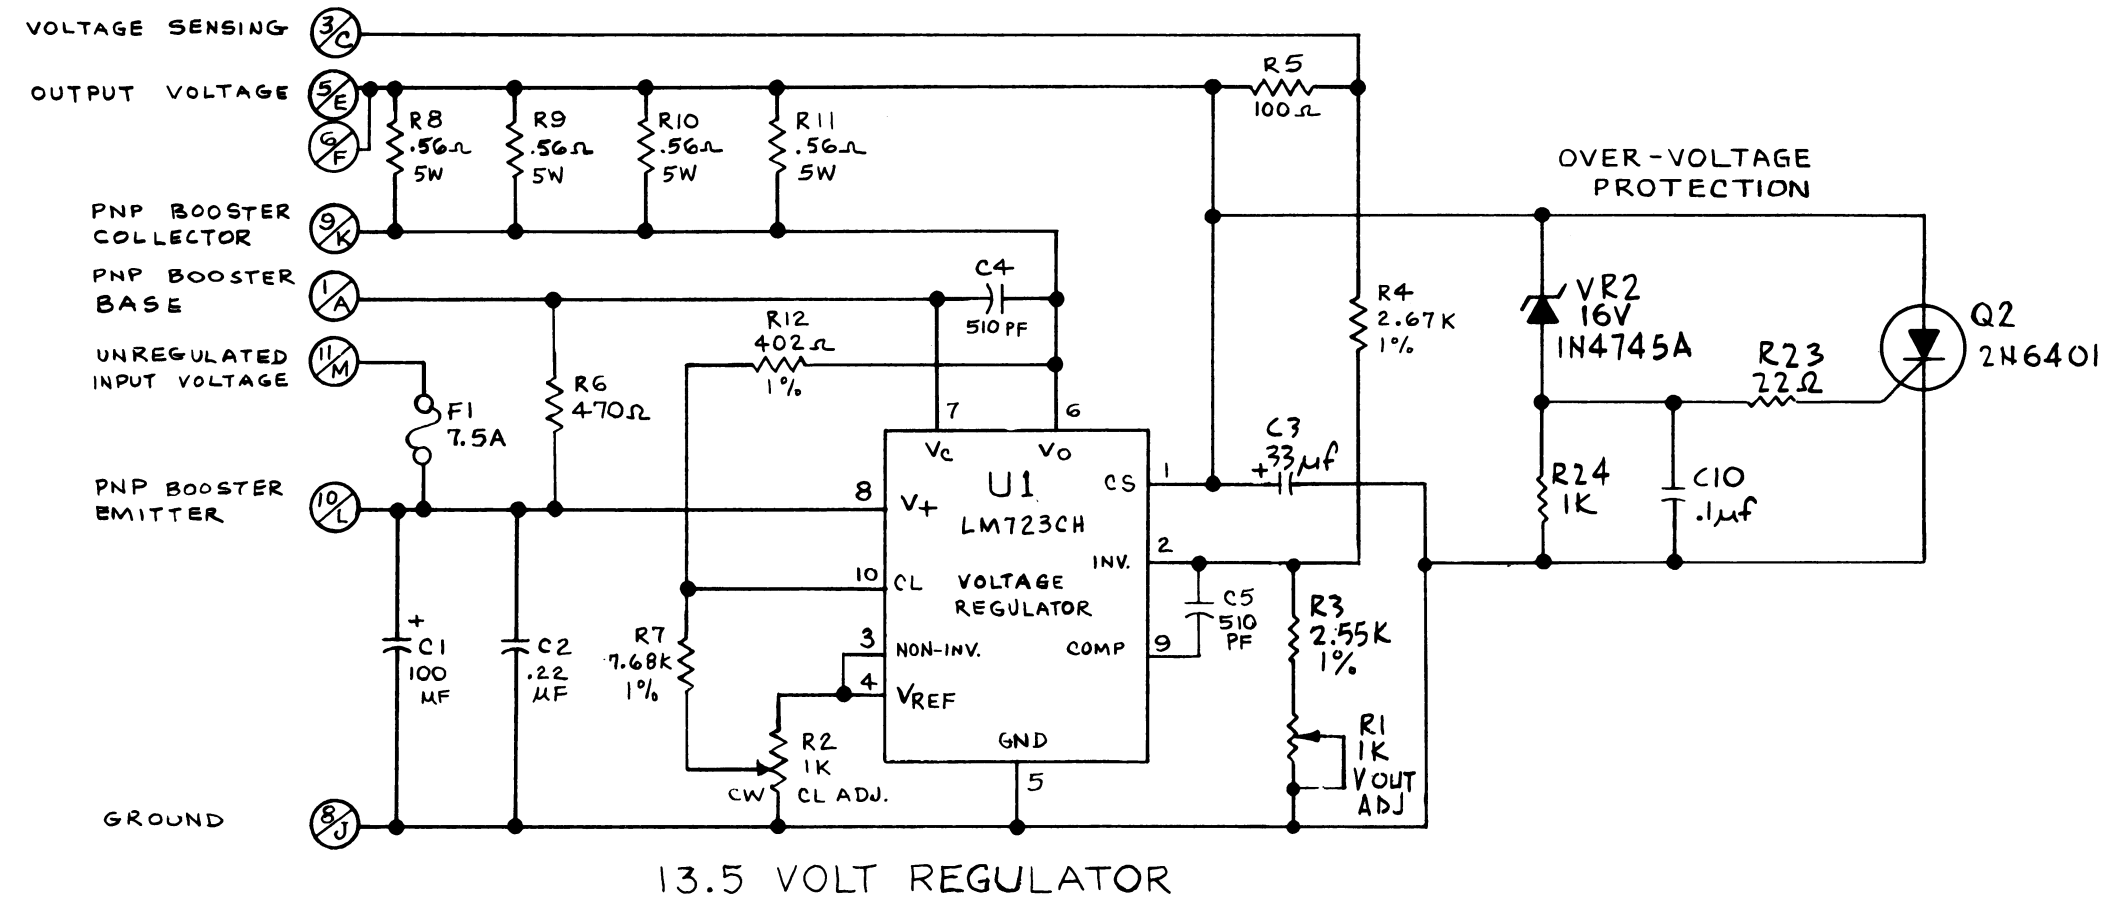 VOLTAGE SENSING
3/C
OUTPUT VOLTAGE
5/E
6/F
R8
.56Ω
5W
R9
.56Ω
5W
R10
.56Ω
5W
R11
.56Ω
5W
R5
100Ω
PNP BOOSTER
COLLECTOR
9/K
PNP BOOSTER
BASE
1/A
C4
510 PF
R12
402Ω
1%
UNREGULATED
INPUT VOLTAGE
11/M
F1
7.5A
R6
470Ω
R4
2.67K
1%
OVER-VOLTAGE
PROTECTION
VR2
16V
1N4745A
Q2
2N6401
R23
22Ω
R24
1K
C10
.1µf
PNP BOOSTER
EMITTER
10/L
7
6
VC
VO
8
V+
U1
LM723CH
VOLTAGE
REGULATOR
CS
1
C3
+
33µf
INV.
2
10
CL
3
NON-INV.
4
VREF
COMP
9
GND
5
C5
510
PF
R3
2.55K
1%
R1
1K
VOUT
ADJ
+
C1
100
µF
C2
.22
µF
R7
7.68K
1%
R2
1K
CW
CL ADJ.
GROUND
8/J
13.5 VOLT REGULATOR